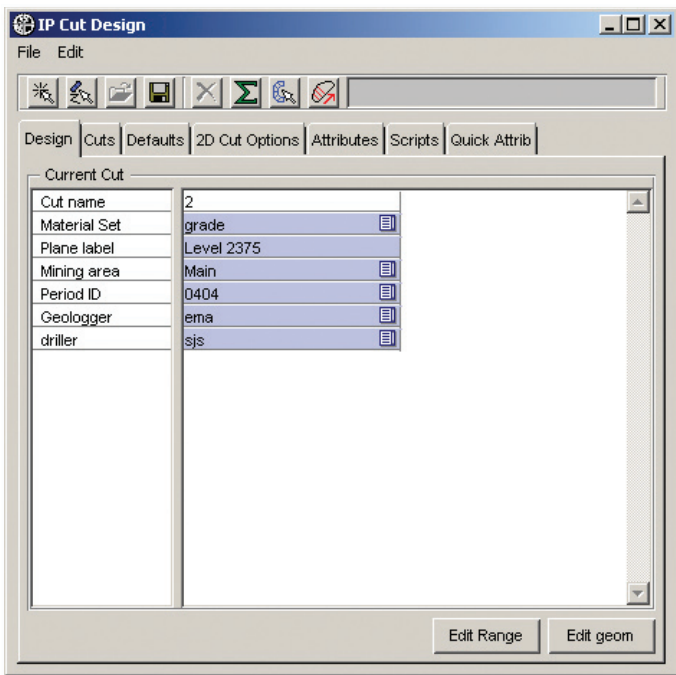 IP Cut Design
File Edit
Design Cuts Defaults 2D Cut Options Attributes Scripts Quick Attrib
Current Cut
Cut name 2
Material Set grade
Plane label Level 2375
Mining area Main
Period ID 0404
Geologger ema
driller sjs
Edit Range Edit geom